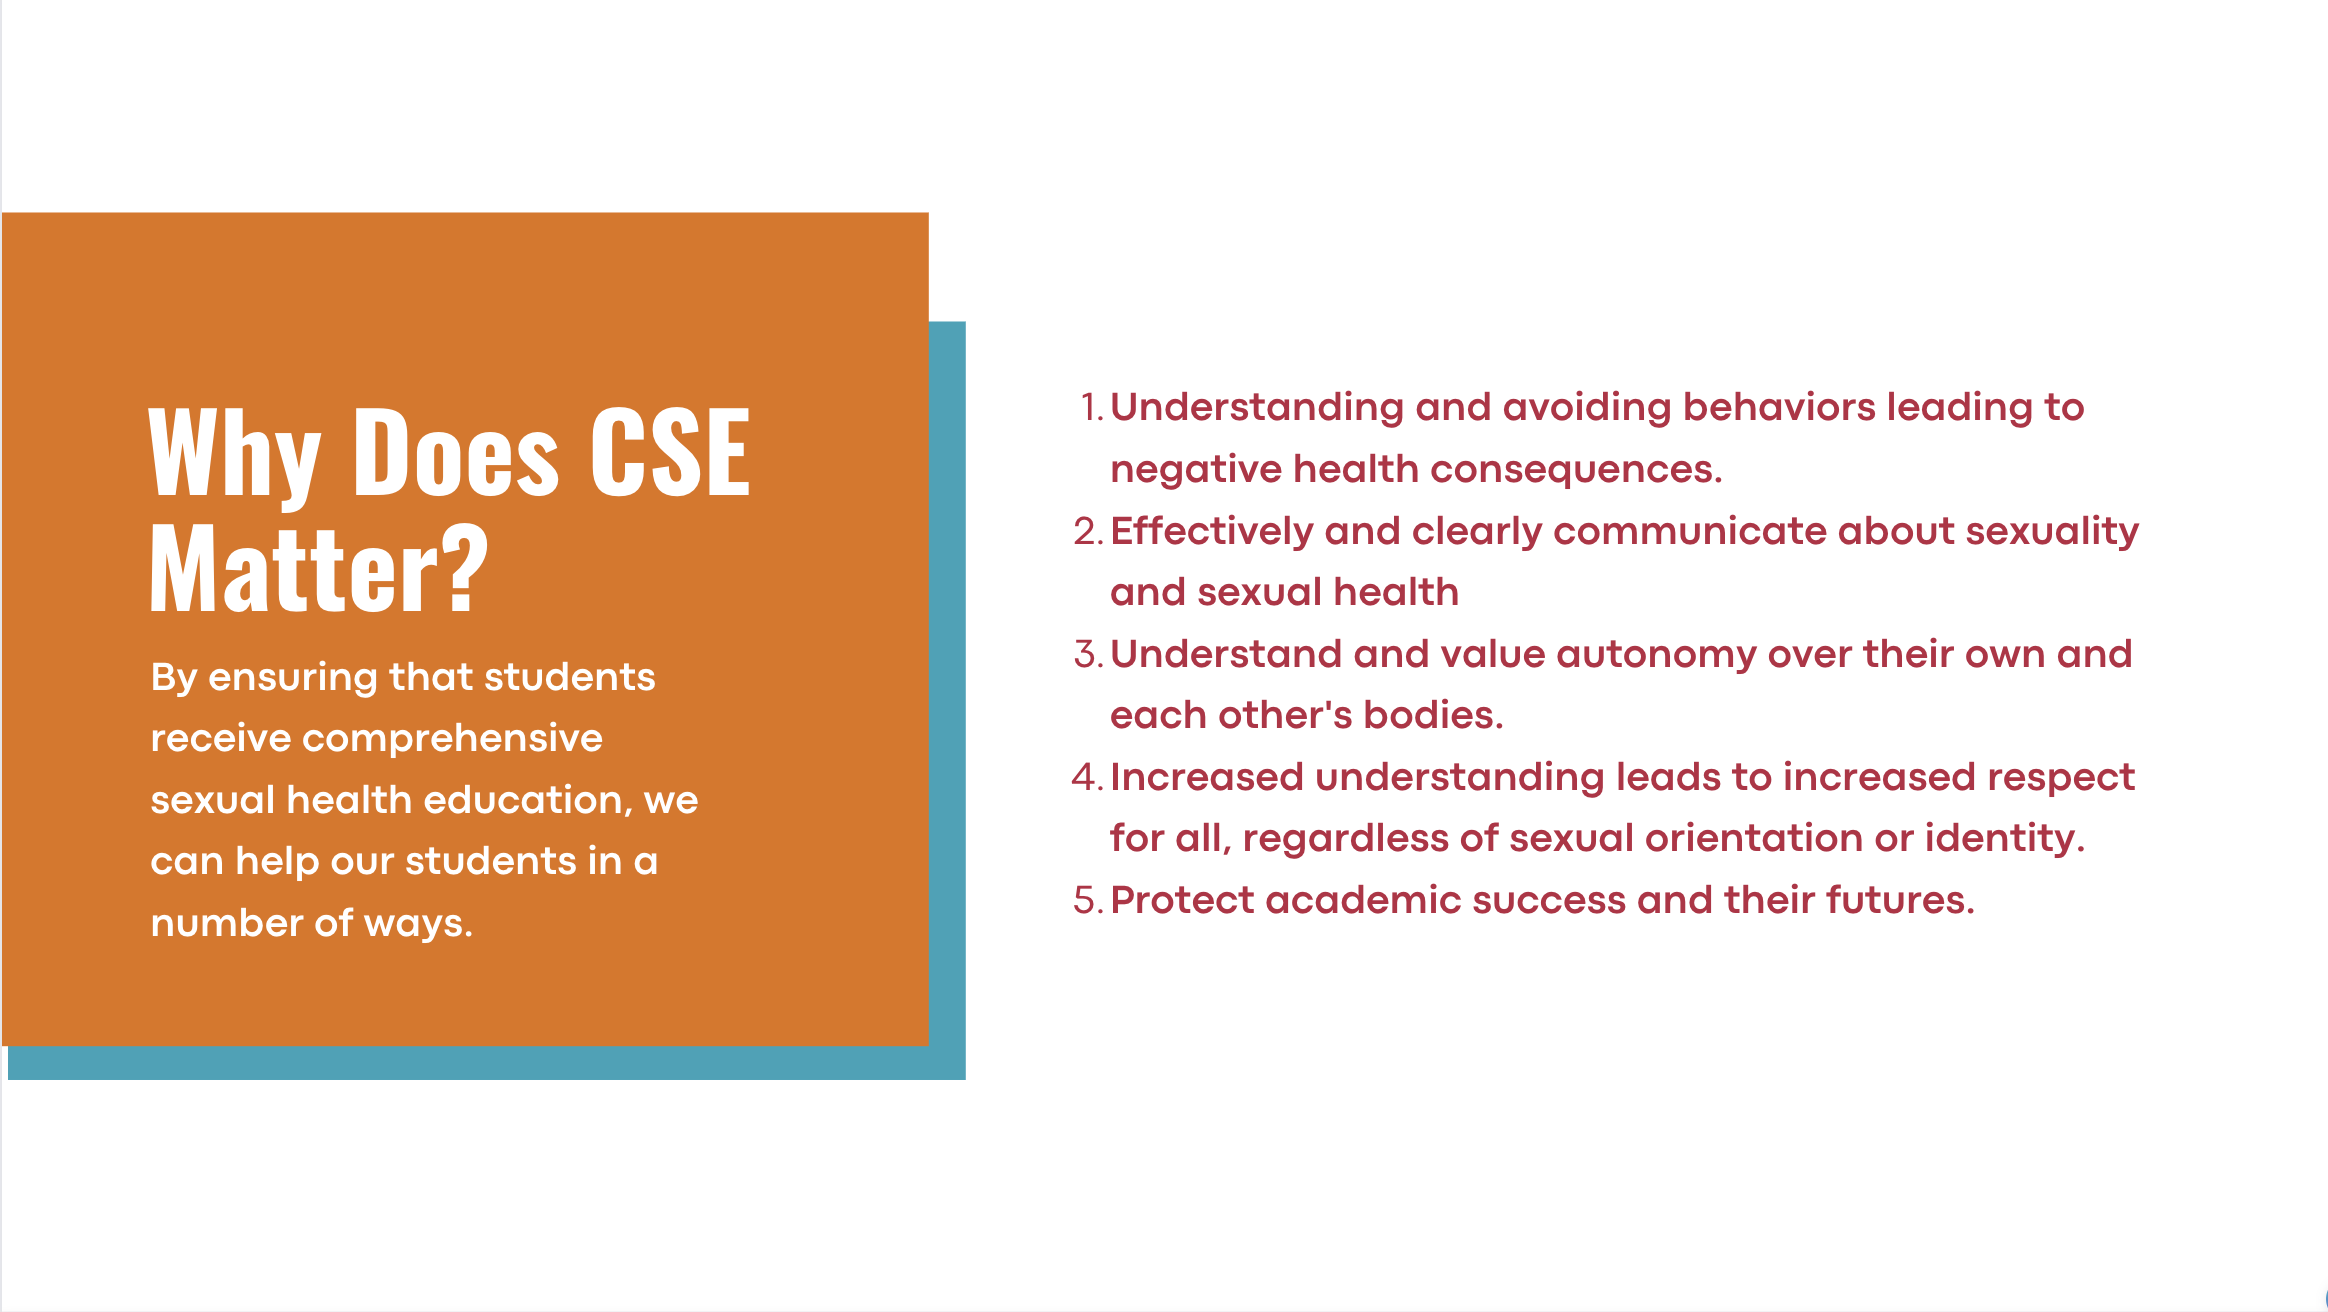 Why Does CSE
Matter?
By ensuring that students
receive comprehensive
sexual health education, we
can help our students in a
number of ways.
1. Understanding and avoiding behaviors leading to
negative health consequences.
2. Effectively and clearly communicate about sexuality
and sexual health
3. Understand and value autonomy over their own and
each other's bodies.
4. Increased understanding leads to increased respect
for all, regardless of sexual orientation or identity.
5. Protect academic success and their futures.